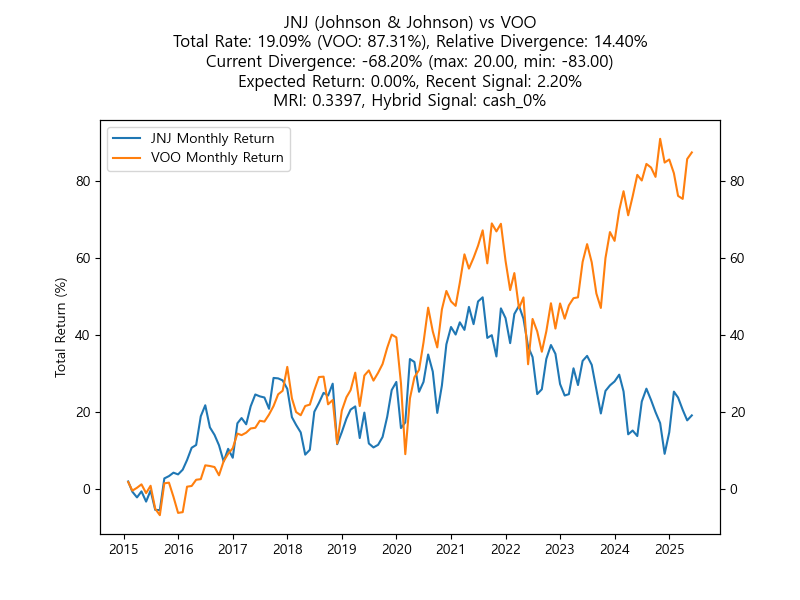 JNJ (Johnson & Johnson) vs VOO
Total Rate: 19.09% (VOO: 87.31%), Relative Divergence: 14.40%
Current Divergence: -68.20% (max: 20.00, min: -83.00)
Expected Return: 0.00%, Recent Signal: 2.20%
MRI: 0.3397, Hybrid Signal: cash_0%
JNJ Monthly Return
VOO Monthly Return
Total Return (%)
80
60
40
20
0
80
60
40
20
0
2015 2016 2017 2018 2019 2020 2021 2022 2023 2024 2025